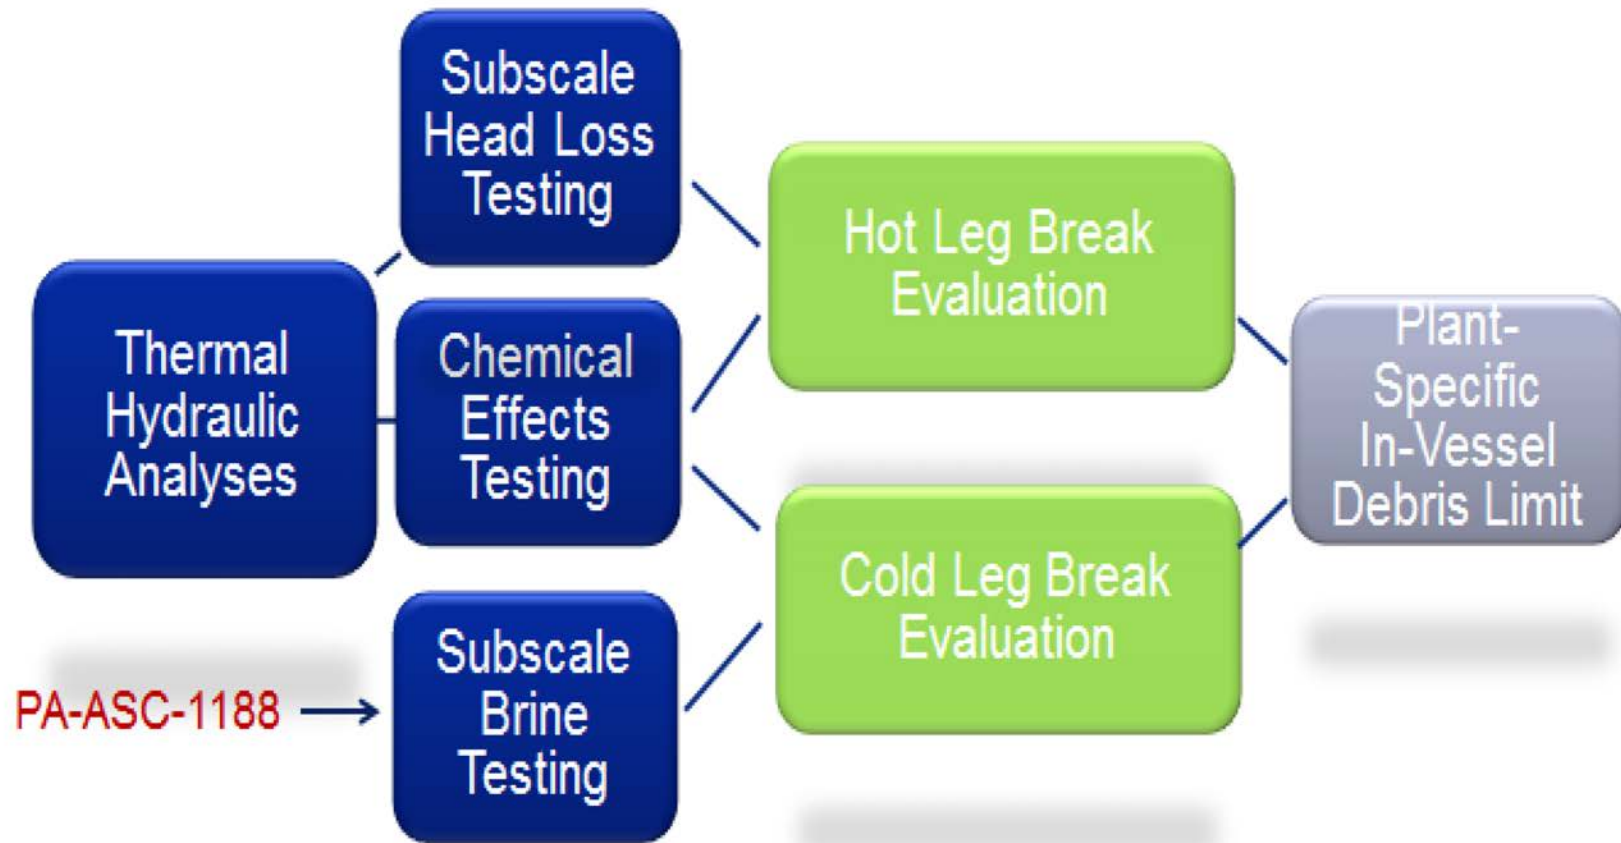 Subscale
Head Loss
Testing
Thermal
Hydraulic
Analyses
Chemical
Effects
Testing
PA-ASC-1188
Subscale
Brine
Testing
Hot Leg Break
Evaluation
Cold Leg Break
Evaluation
Plant-
Specific
In-Vessel
Debris Limit